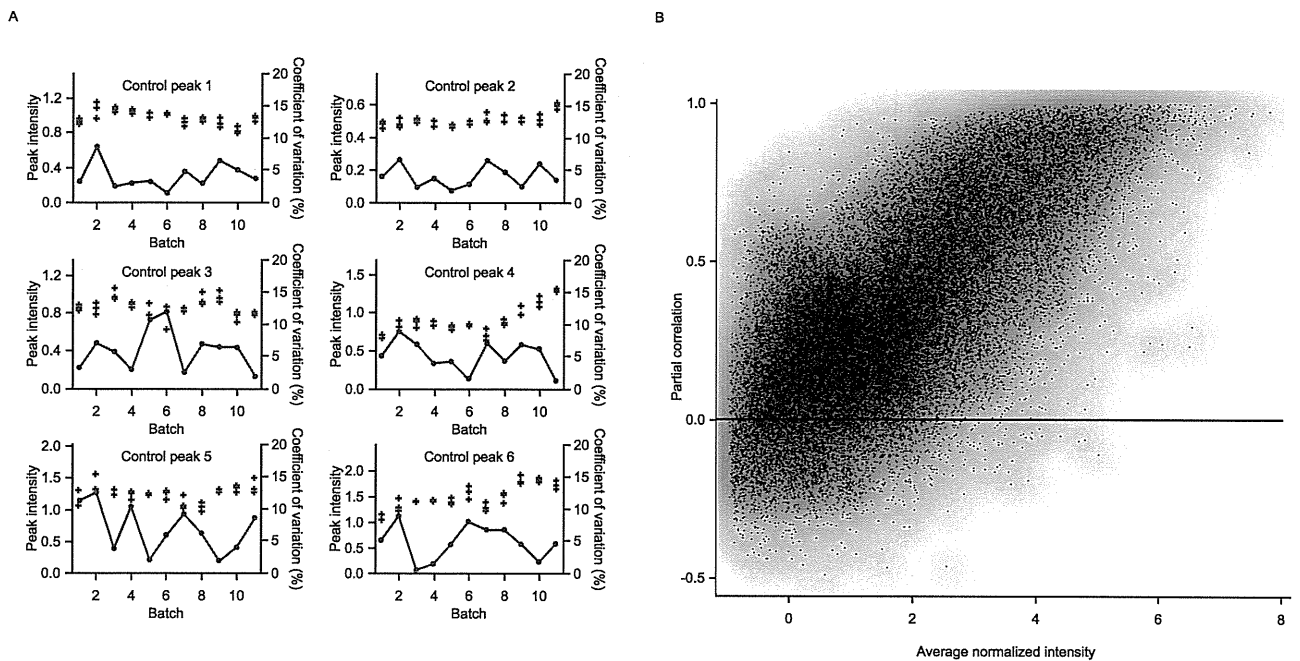 A
B
Control peak 1
Peak intensity
1.2
0.8
0.4
0.0
20
15
10
5
0
Coefficient of variation (%)
2 4 6 8 10
Batch
Control peak 2
Peak intensity
0.6
0.4
0.2
0.0
20
15
10
5
0
Coefficient of variation (%)
2 4 6 8 10
Batch
Control peak 3
Peak intensity
1.2
0.8
0.4
0.0
20
15
10
5
0
Coefficient of variation (%)
2 4 6 8 10
Batch
Control peak 4
Peak intensity
1.5
1.0
0.5
0.0
20
15
10
5
0
Coefficient of variation (%)
2 4 6 8 10
Batch
Control peak 5
Peak intensity
2.0
1.5
1.0
0.5
0.0
20
15
10
5
0
Coefficient of variation (%)
2 4 6 8 10
Batch
Control peak 6
Peak intensity
2.0
1.5
1.0
0.5
0.0
20
15
10
5
0
Coefficient of variation (%)
2 4 6 8 10
Batch
Partial correlation
1.0
0.5
0.0
-0.5
0 2 4 6 8
Average normalized intensity